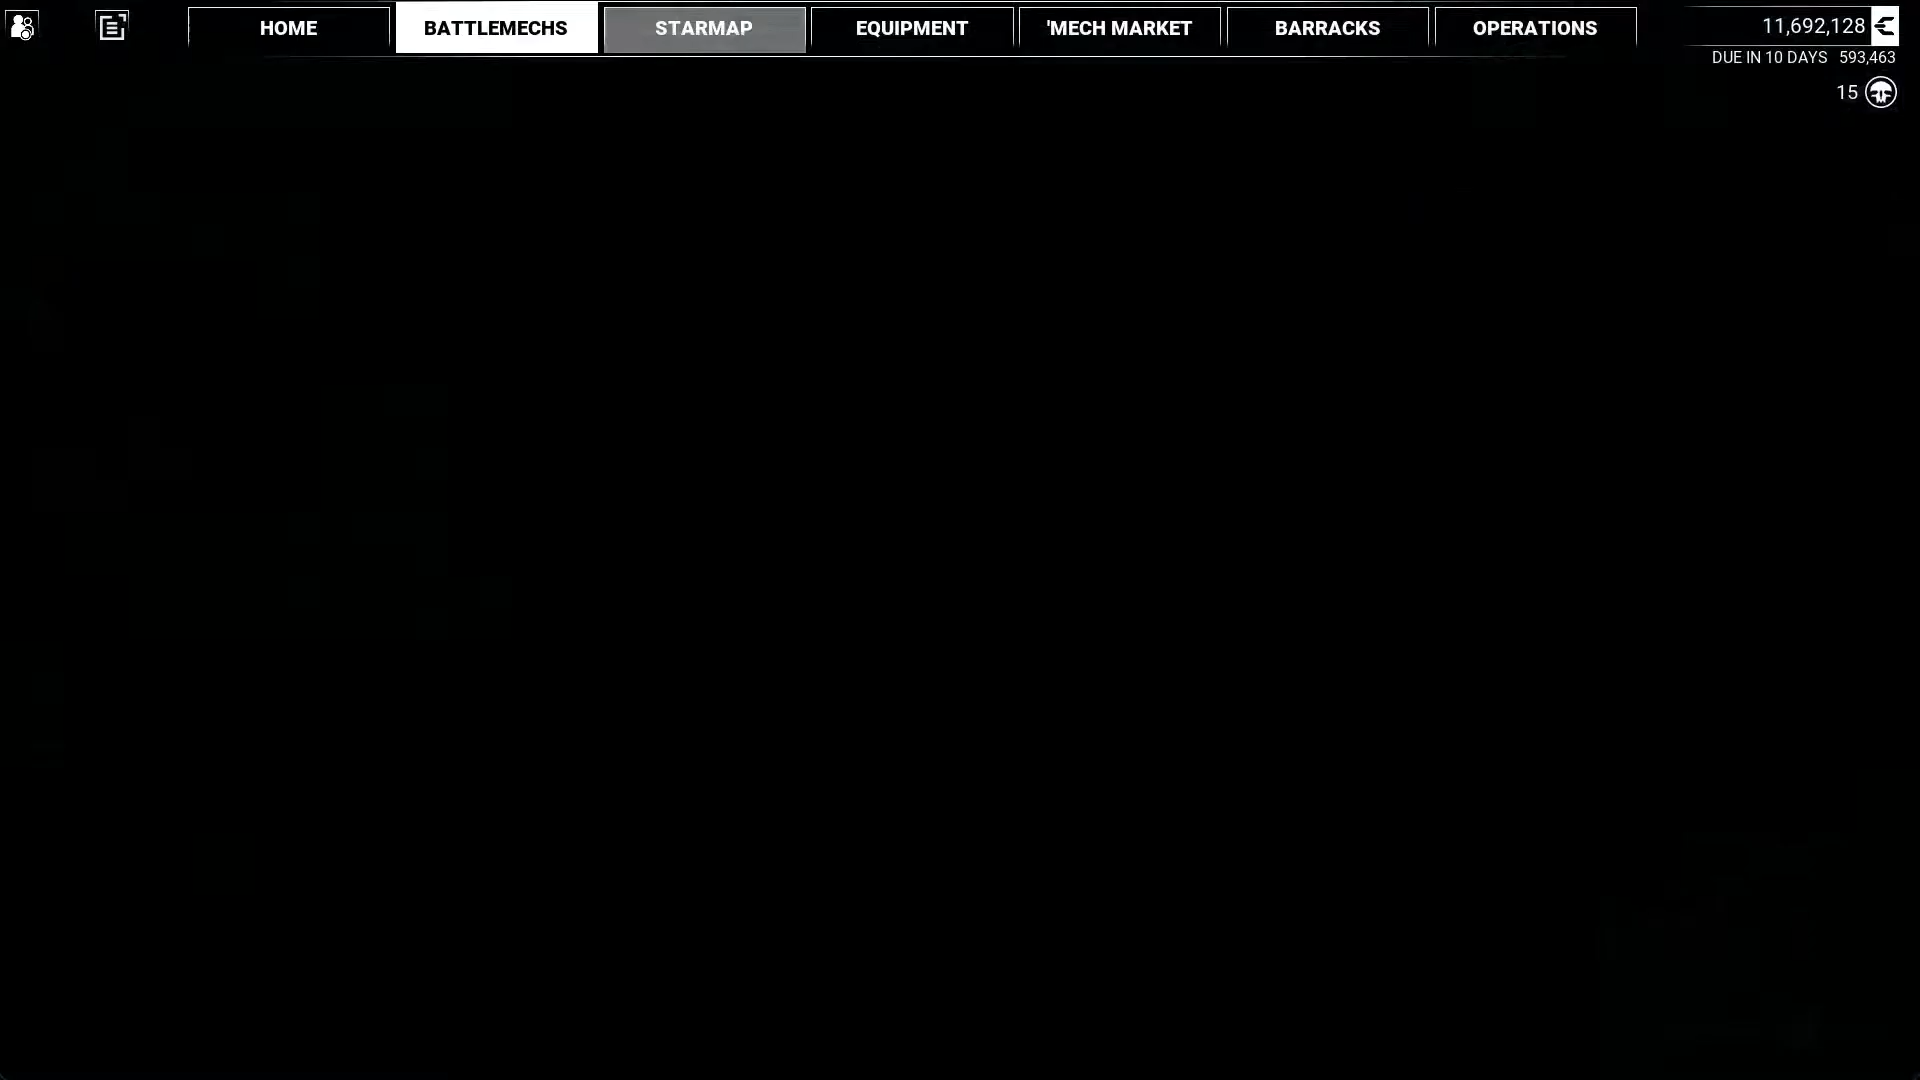 HOME
BATTLEMECHS
STARMAP
EQUIPMENT
'MECH MARKET
BARRACKS
OPERATIONS
11,692,128
DUE IN 10 DAYS 593,463
15